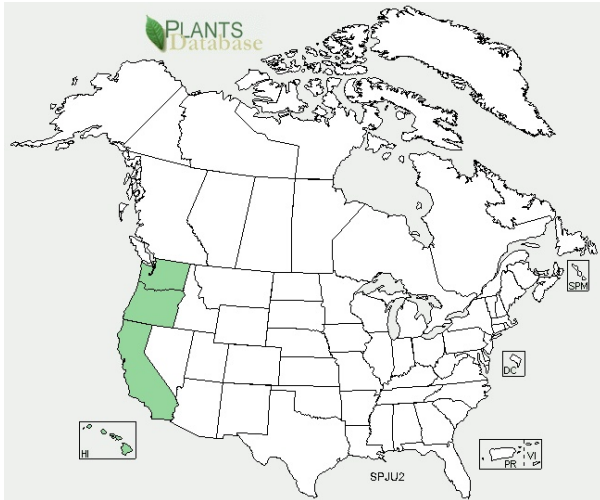 PLANTS
Database
SPM
DC
HI
PR
VI
SPJU2